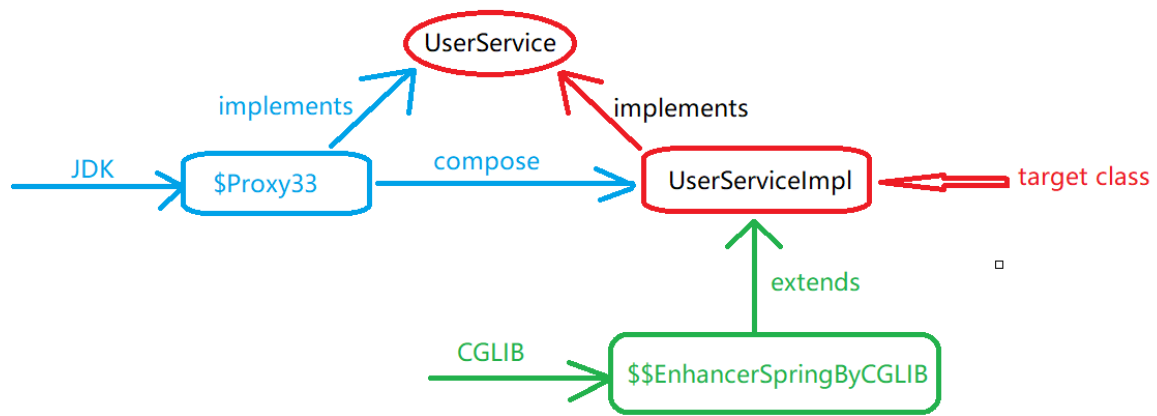 UserService
implements
implements
JDK
$Proxy33
compose
UserServiceImpl
target class
extends
CGLIB
$$EnhancerSpringByCGLIB